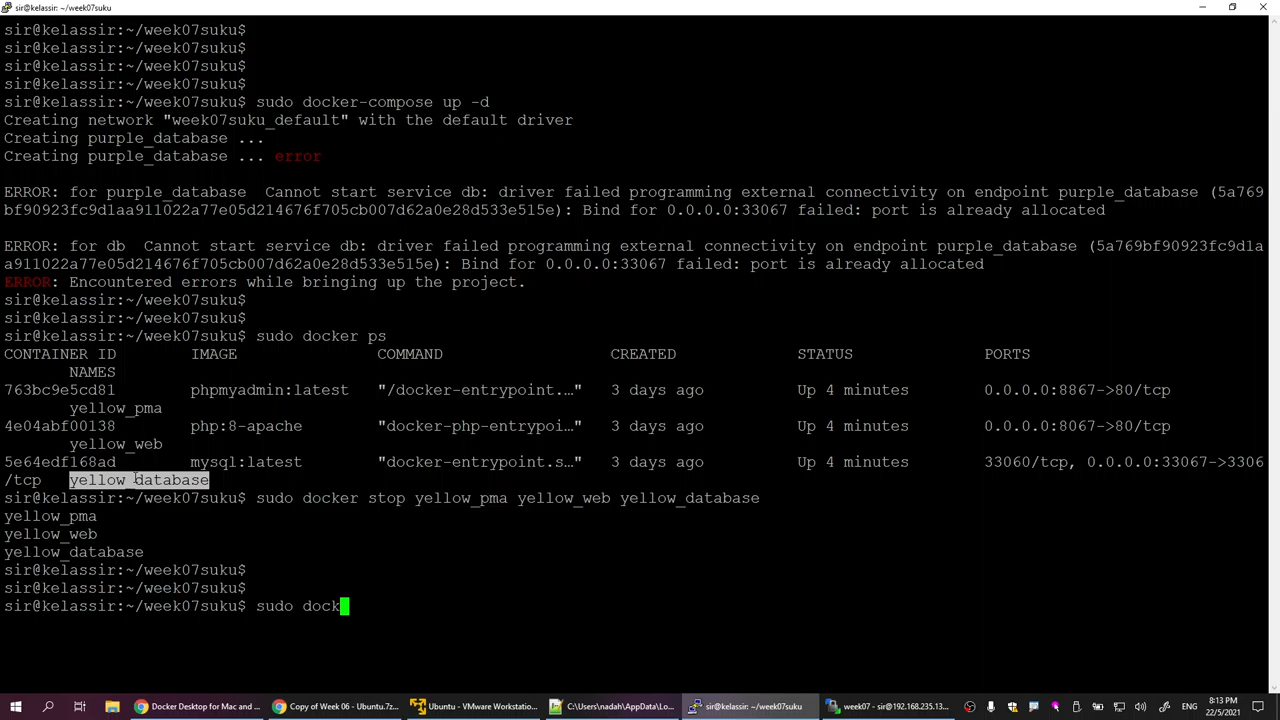 sir@kelassir:~/week07suku
sir@kelassir:~/week07suku$
sir@kelassir:~/week07suku$
sir@kelassir:~/week07suku$
sir@kelassir:~/week07suku$
sir@kelassir:~/week07suku$ sudo docker-compose up -d
Creating network "week07suku_default" with the default driver
Creating purple_database ...
Creating purple_database ... error
ERROR: for purple_database  Cannot start service db: driver failed programming external connectivity on endpoint purple_database (5a769
bf90923fc9d1aa911022a77e05d214676f705cb007d62a0e28d533e515e): Bind for 0.0.0.0:33067 failed: port is already allocated
ERROR: for db  Cannot start service db: driver failed programming external connectivity on endpoint purple_database (5a769bf90923fc9d1a
a911022a77e05d214676f705cb007d62a0e28d533e515e): Bind for 0.0.0.0:33067 failed: port is already allocated
ERROR: Encountered errors while bringing up the project.
sir@kelassir:~/week07suku$
sir@kelassir:~/week07suku$
sir@kelassir:~/week07suku$ sudo docker ps
CONTAINER ID        IMAGE               COMMAND                  CREATED             STATUS              PORTS
NAMES
763bc9e5cd81        phpmyadmin:latest   "/docker-entrypoint.…"   3 days ago          Up 4 minutes        0.0.0.0:8867->80/tcp
yellow_pma
4e04abf00138        php:8-apache        "docker-php-entrypoi…"   3 days ago          Up 4 minutes        0.0.0.0:8067->80/tcp
yellow_web
5e64edf168ad        mysql:latest        "docker-entrypoint.s…"   3 days ago          Up 4 minutes        33060/tcp, 0.0.0.0:33067->3306
/tcp   yellow_database
sir@kelassir:~/week07suku$ sudo docker stop yellow_pma yellow_web yellow_database
yellow_pma
yellow_web
yellow_database
sir@kelassir:~/week07suku$
sir@kelassir:~/week07suku$
sir@kelassir:~/week07suku$ sudo dock
Docker Desktop for Mac and ...
Copy of Week 06 - Ubuntu.7z...
Ubuntu - VMware Workstatio...
C:\Users\nadah\AppData\Lo...
sir@kelassir:~/week07suku
week07 - sir@192.168.235.13...
ENG
8:13 PM
22/5/2021